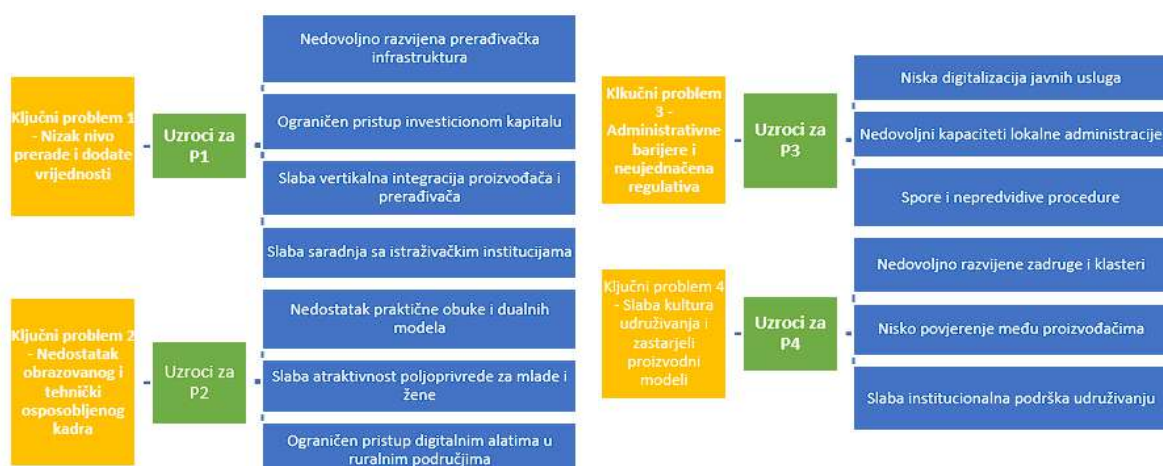 Ključni problem 1
- Nizak nivo
prerade i dodate
vrijednosti
Uzroci za
P1
Nedovoljno razvijena prerađivačka
infrastruktura
Ograničen pristup investicionom kapitalu
Slaba vertikalna integracija proizvođača i
prerađivača
Slaba saradnja sa istraživačkim institucijama
Ključni problem 2
- Nedostatak
obrazovanog i
tehnički
osposobljenog
kadra
Uzroci za
P2
Nedostatak praktične obuke i dualnih
modela
Slaba atraktivnost poljoprivrede za mlade i
žene
Ograničen pristup digitalnim alatima u
ruralnim područjima
Klkučni problem
3 -
Administrativne
barijere i
neujednačena
regulativa
Uzroci za
P3
Niska digitalizacija javnih usluga
Nedovoljni kapaciteti lokalne administracije
Spore i nepredvidive procedure
Ključni problem 4
- Slaba kultura
udruživanja i
zastarjeli
proizvodni
modeli
Uzroci za
P4
Nedovoljno razvijene zadruge i klasteri
Nisko povjerenje među proizvođačima
Slaba institucionalna podrška udruživanju